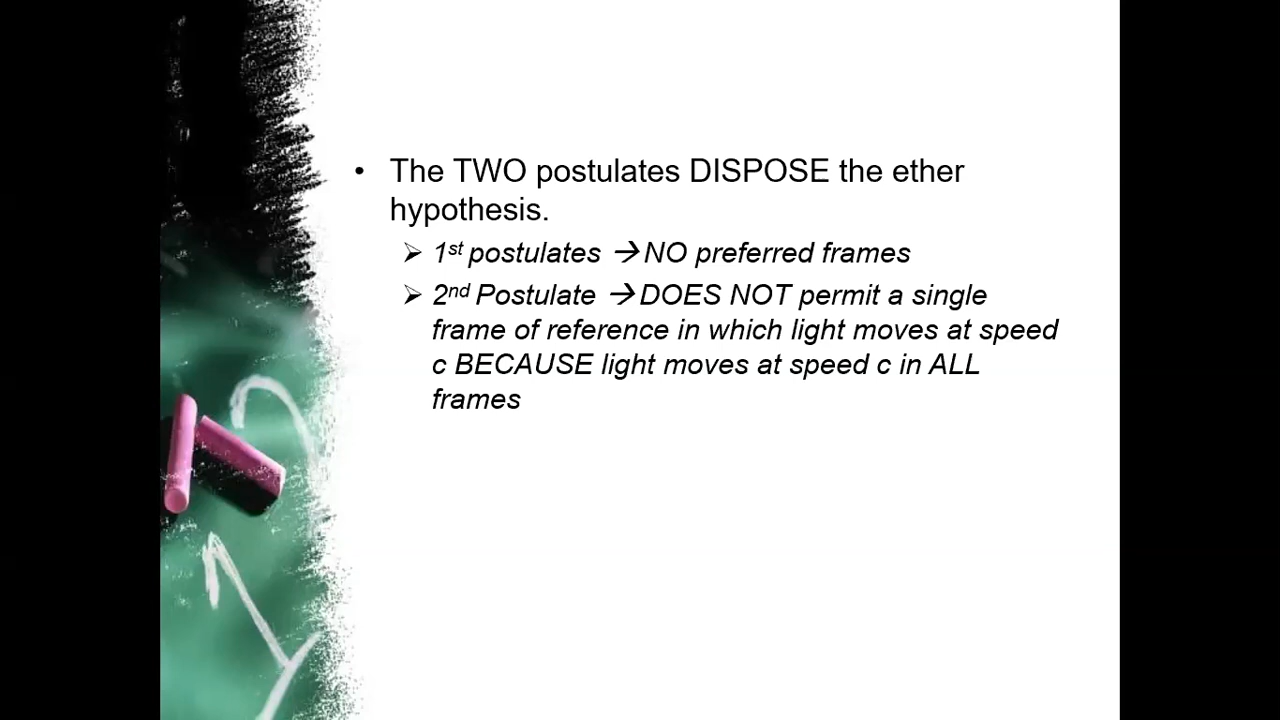 • The TWO postulates DISPOSE the ether
hypothesis.
➢ 1st postulates → NO preferred frames
➢ 2nd Postulate → DOES NOT permit a single
frame of reference in which light moves at speed
c BECAUSE light moves at speed c in ALL
frames